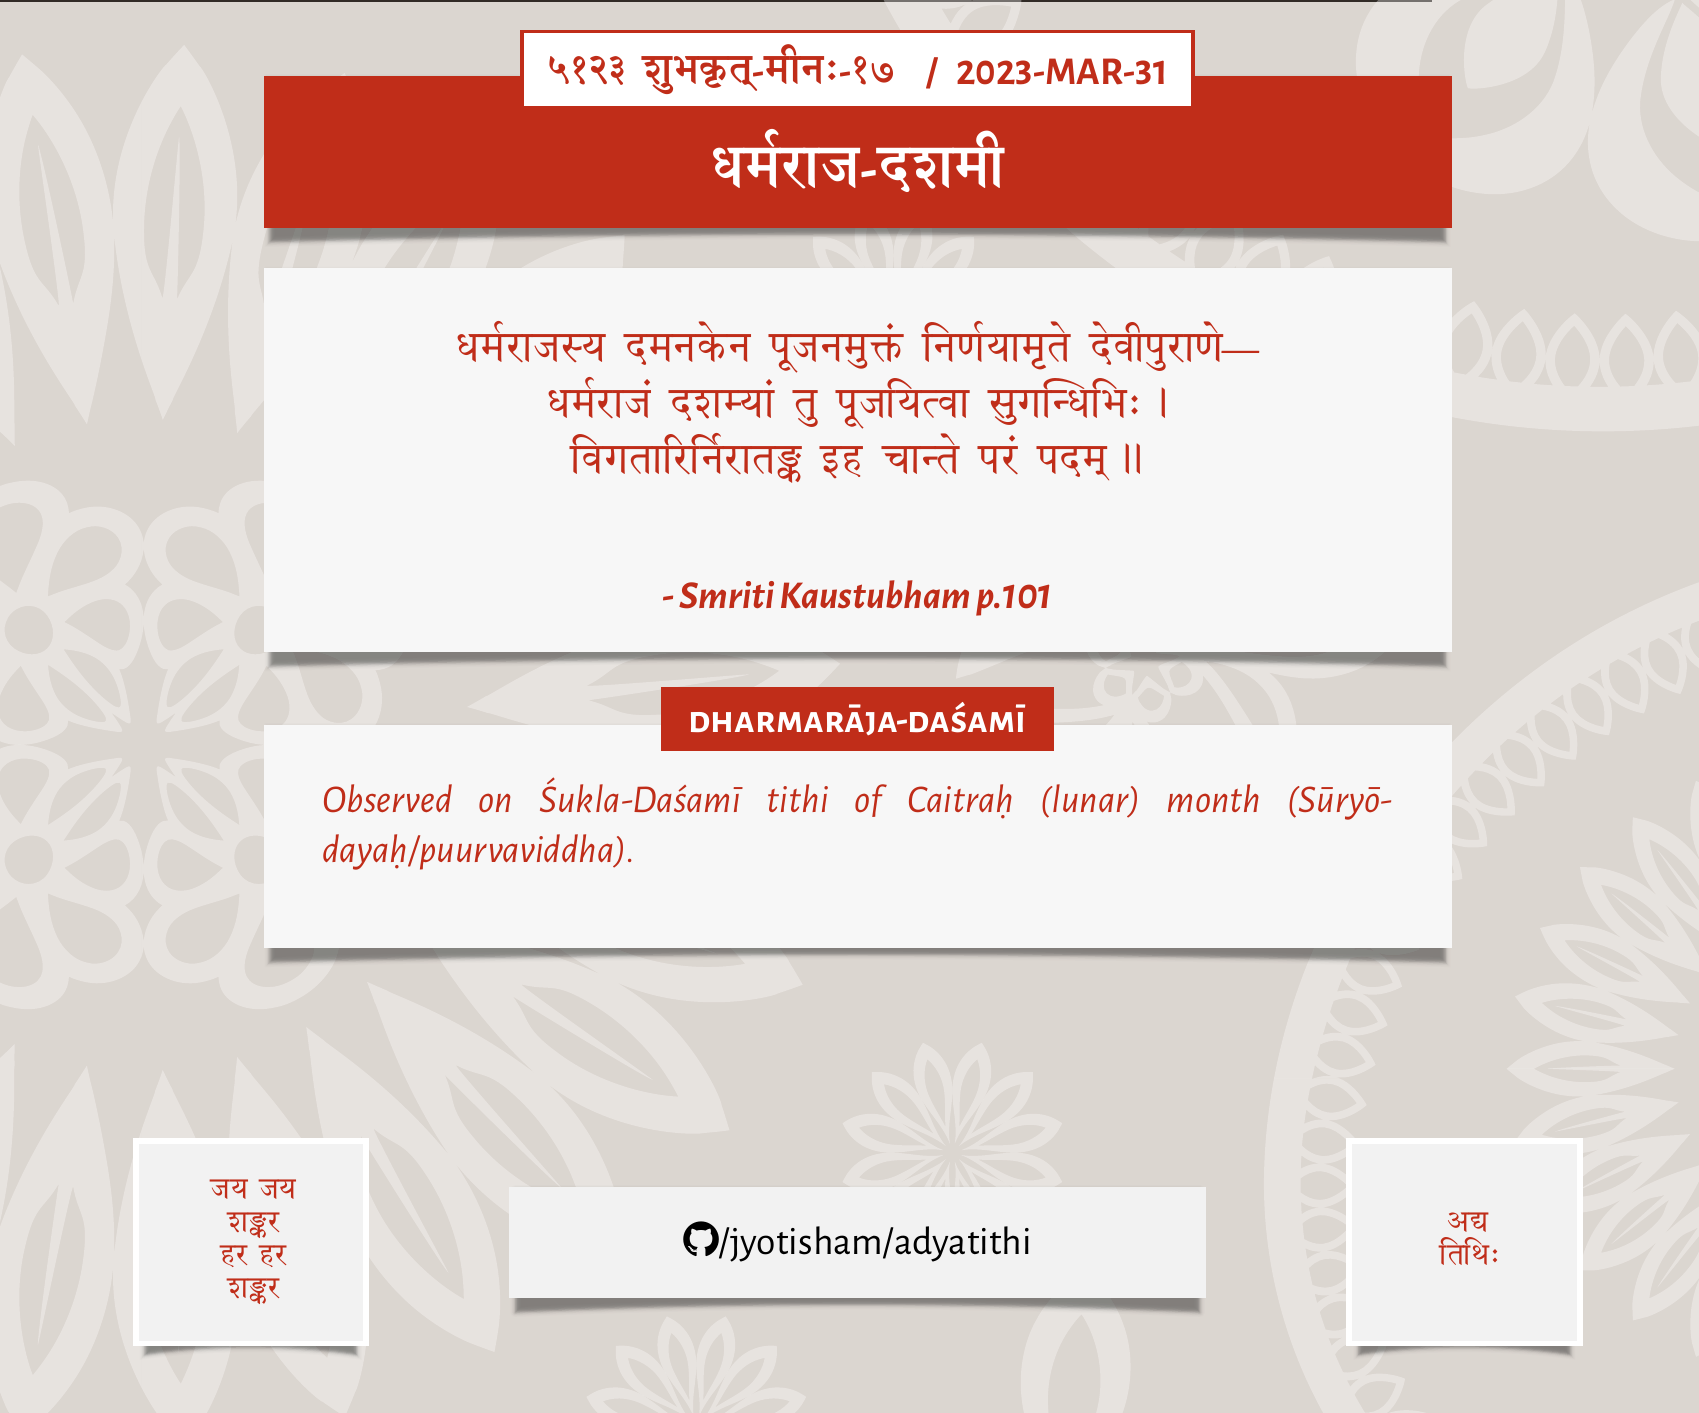 ५१२३ शुभकृत्-मीनः-१७ / 2023-MAR-31
धर्मराज-दशमी
धर्मराजस्य दमनकेन पूजनमुक्तं निर्णयामृते देवीपुराणे—
धर्मराजं दशम्यां तु पूजयित्वा सुगन्धिभिः ।
विगतारिर्निरातङ्क इह चान्ते परं पदम् ॥
- Smriti Kaustubham p.101
DHARMARĀJA-DAŚAMĪ
Observed on Śukla-Daśamī tithi of Caitraḥ (lunar) month (Sūryō-
dayaḥ/puurvaviddha).
जय जय
शङ्कर
हर हर
शङ्कर
/jyotisham/adyatithi
अद्य
तिथिः